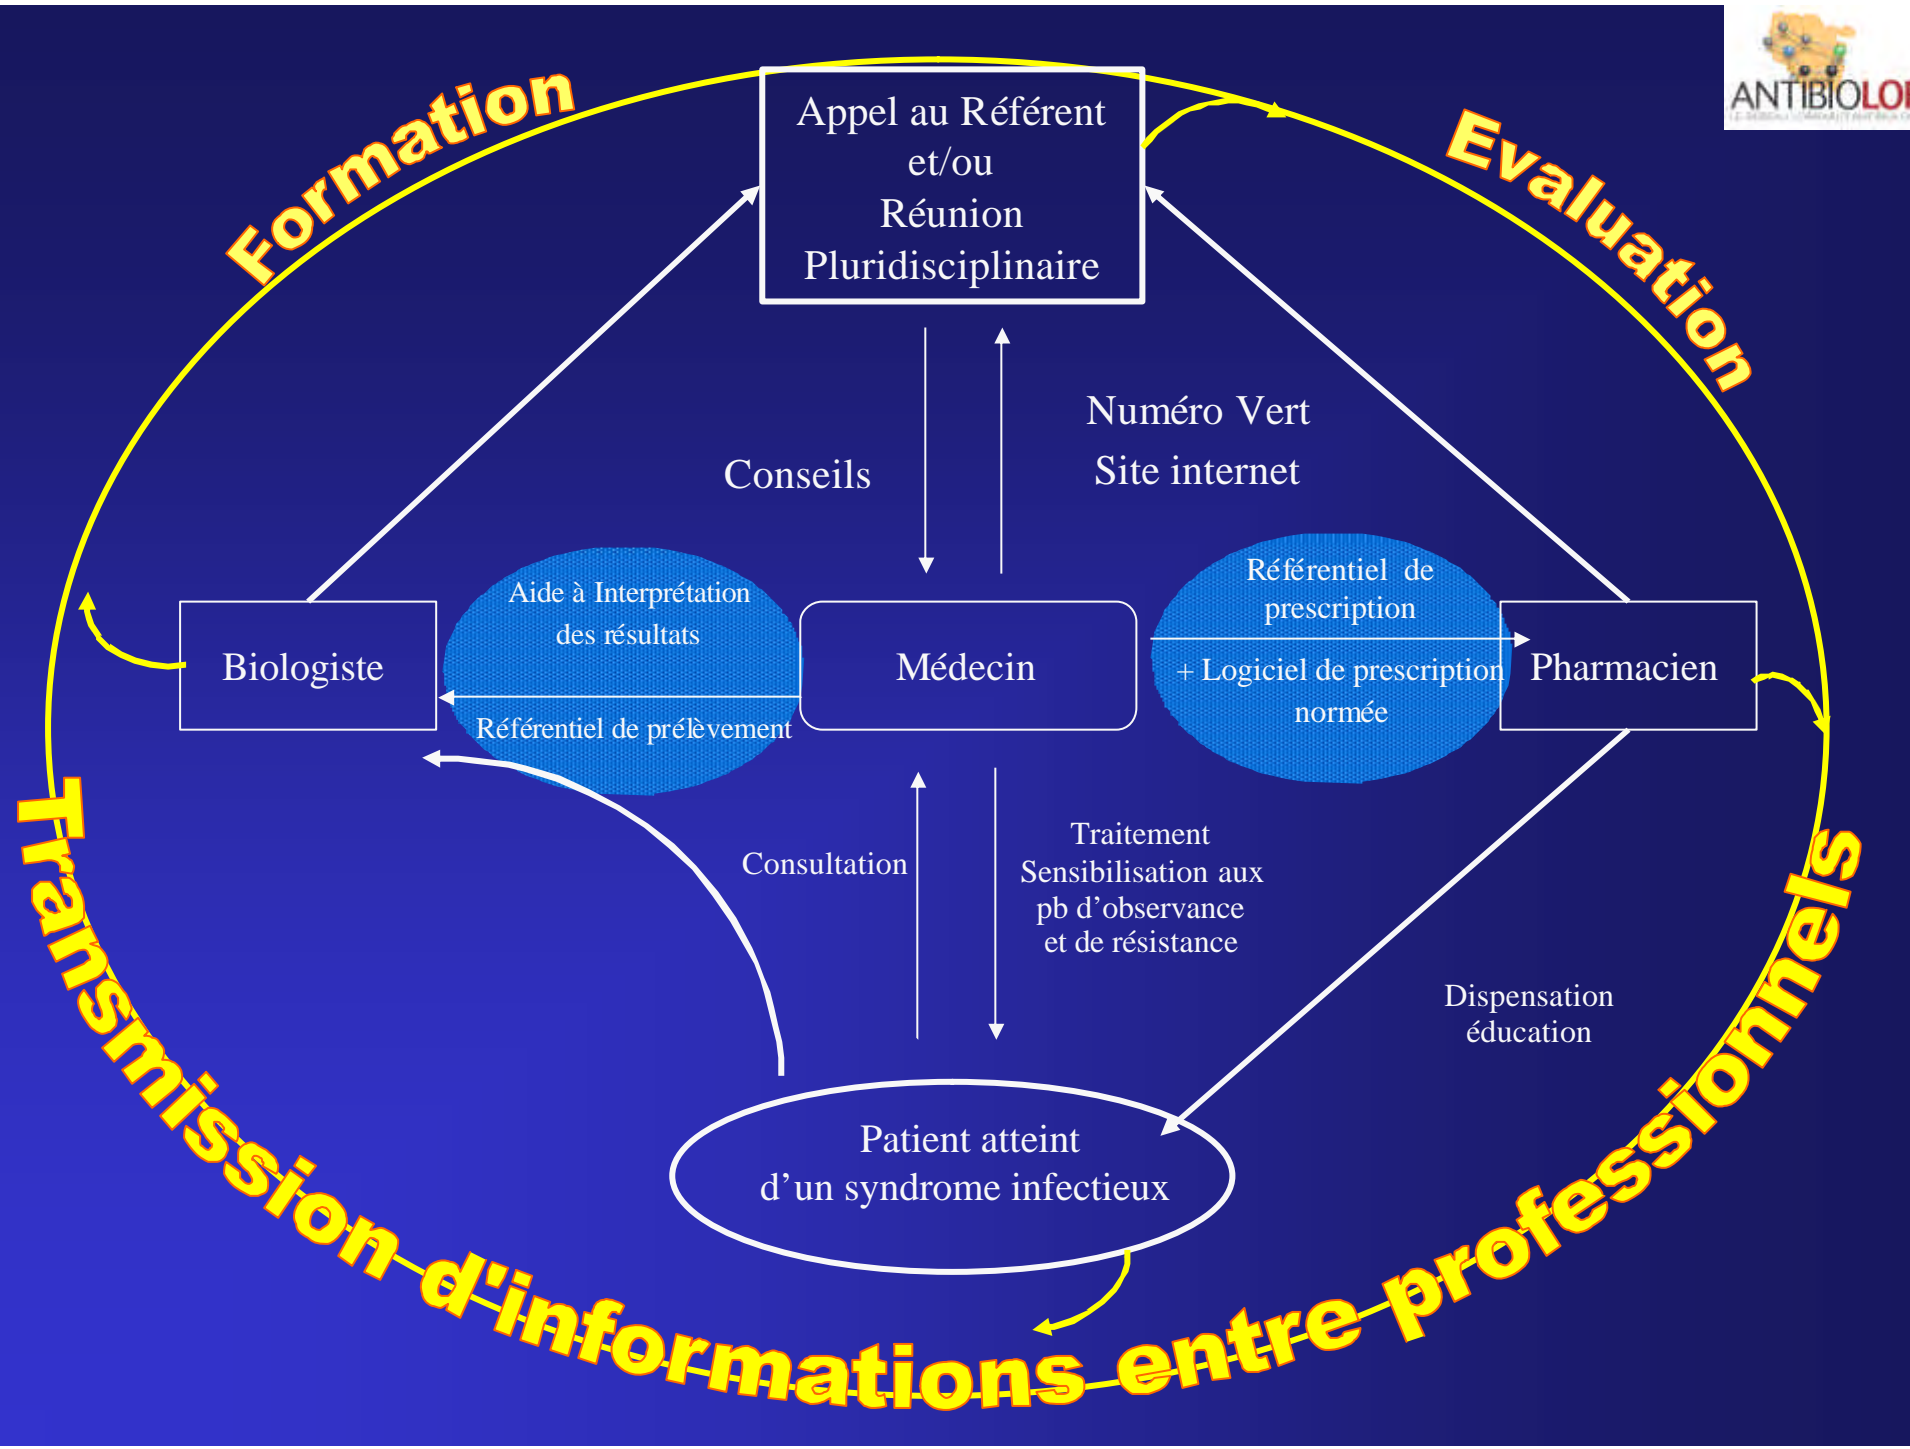 ANTIBIOLOR
Formation
Evaluation
Appel au Référent
et/ou
Réunion
Pluridisciplinaire
Numéro Vert
Site internet
Conseils
Aide à Interprétation
des résultats
Référentiel de prélèvement
Référentiel de
prescription
+ Logiciel de prescription
normée
Biologiste
Médecin
Pharmacien
Consultation
Traitement
Sensibilisation aux
pb d’observance
et de résistance
Dispensation
éducation
Patient atteint
d’un syndrome infectieux
Transmission d'informations entre professionnels